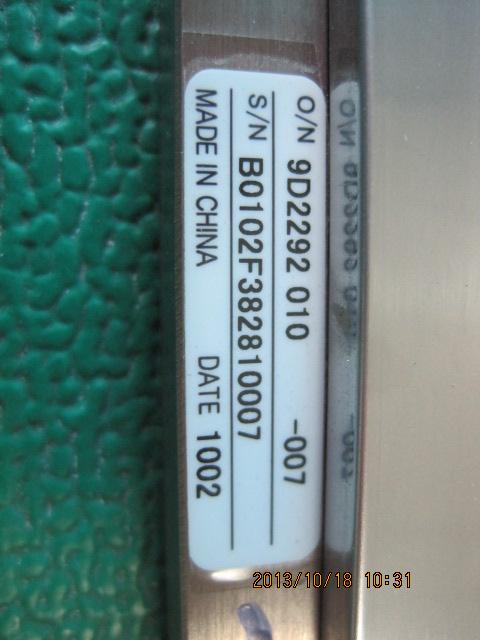 O/N 9D2292 010 -007
S/N B0102F382810007
MADE IN CHINA DATE 1002
2013/10/18 10:31